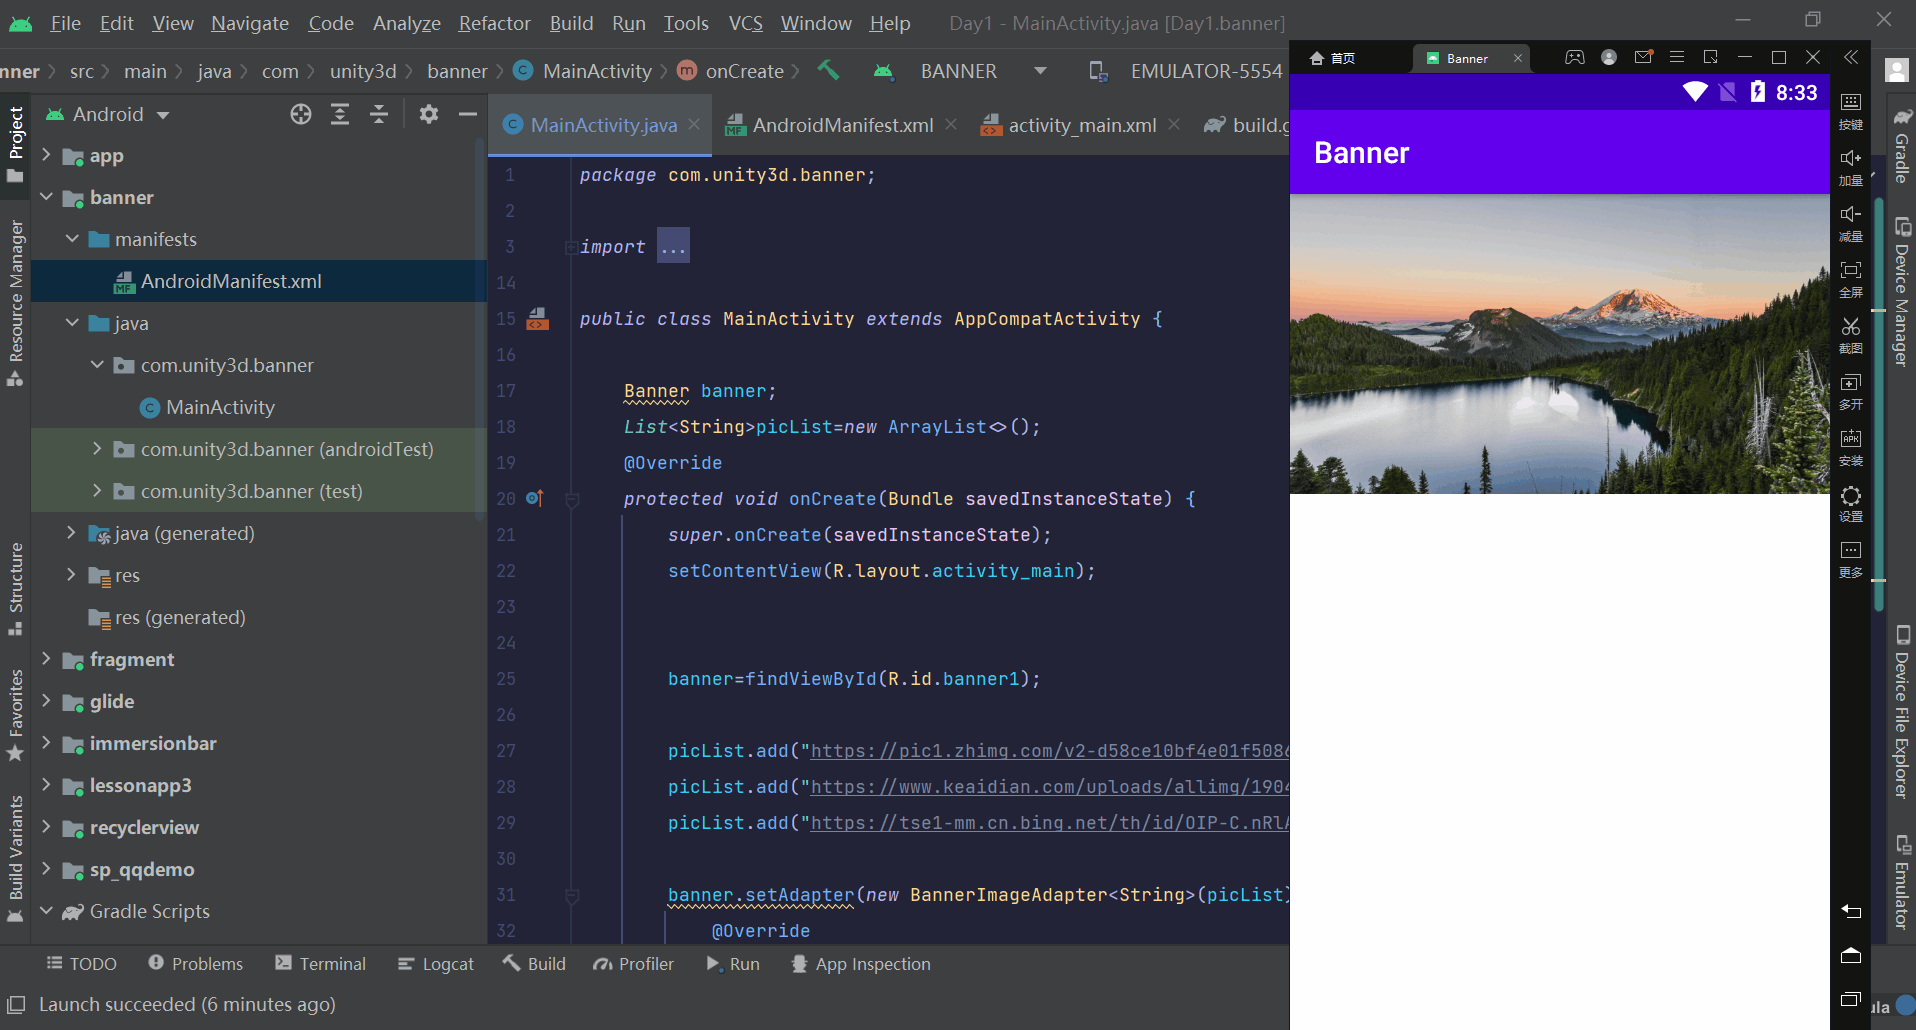 File Edit View Navigate Code Analyze Refactor Build Run Tools VCS Window Help Day1 - MainActivity.java [Day1.banner]
nner src main java com unity3d banner MainActivity onCreate BANNER EMULATOR-5554
Android
MainActivity.java AndroidManifest.xml activity_main.xml build.g
Project
Resource Manager
Structure
Favorites
Build Variants
app
banner
manifests
AndroidManifest.xml
java
com.unity3d.banner
MainActivity
com.unity3d.banner (androidTest)
com.unity3d.banner (test)
java (generated)
res
res (generated)
fragment
glide
immersionbar
lessonapp3
recyclerview
sp_qqdemo
Gradle Scripts
1 package com.unity3d.banner;
2
3 import ...
14
15 public class MainActivity extends AppCompatActivity {
16
17 Banner banner;
18 List<String>picList=new ArrayList<>();
19 @Override
20 protected void onCreate(Bundle savedInstanceState) {
21 super.onCreate(savedInstanceState);
22 setContentView(R.layout.activity_main);
23
24
25 banner=findViewById(R.id.banner1);
26
27 picList.add("https://pic1.zhimg.com/v2-d58ce10bf4e01f508
28 picList.add("https://www.keaidian.com/uploads/allimg/190
29 picList.add("https://tse1-mm.cn.bing.net/th/id/OIP-C.nRl
30
31 banner.setAdapter(new BannerImageAdapter<String>(picList)
32 @Override
首页 Banner
8:33
Banner
按键
加量
减量
全屏
截图
多开
APK
安装
设置
更多
Gradle
Device Manager
Device File Explorer
Emulator
TODO Problems Terminal Logcat Build Profiler Run App Inspection
Launch succeeded (6 minutes ago)
ula